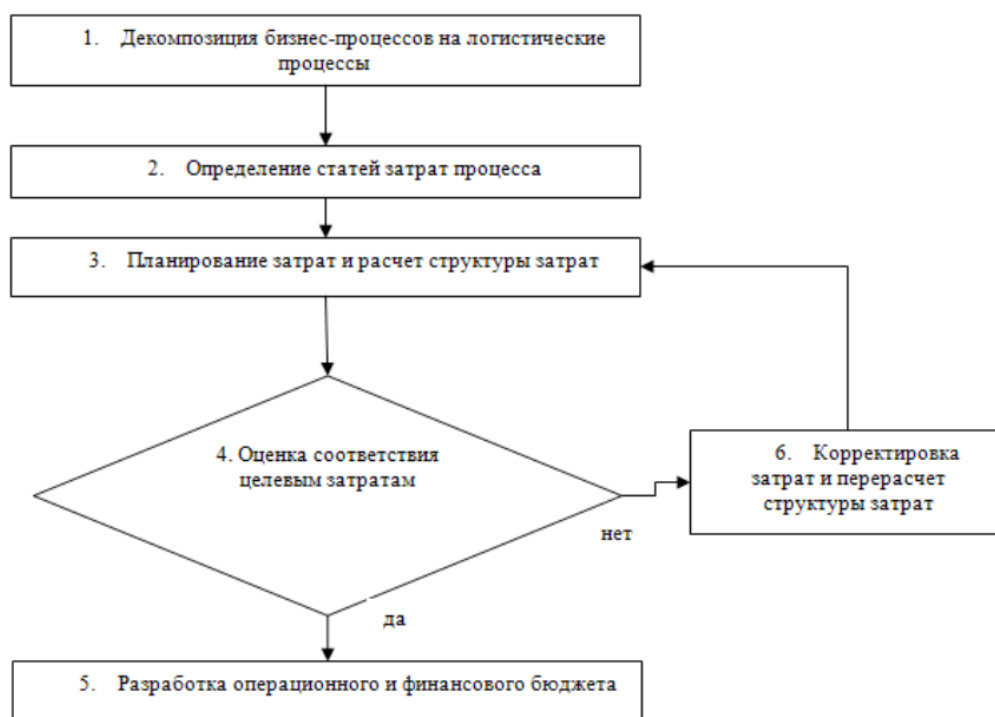 1. Декомпозиция бизнес-процессов на логистические
процессы
2. Определение статей затрат процесса
3. Планирование затрат и расчет структуры затрат
4. Оценка соответствия
целевым затратам
6. Корректировка
затрат и перерасчет
структуры затрат
нет
да
5. Разработка операционного и финансового бюджета